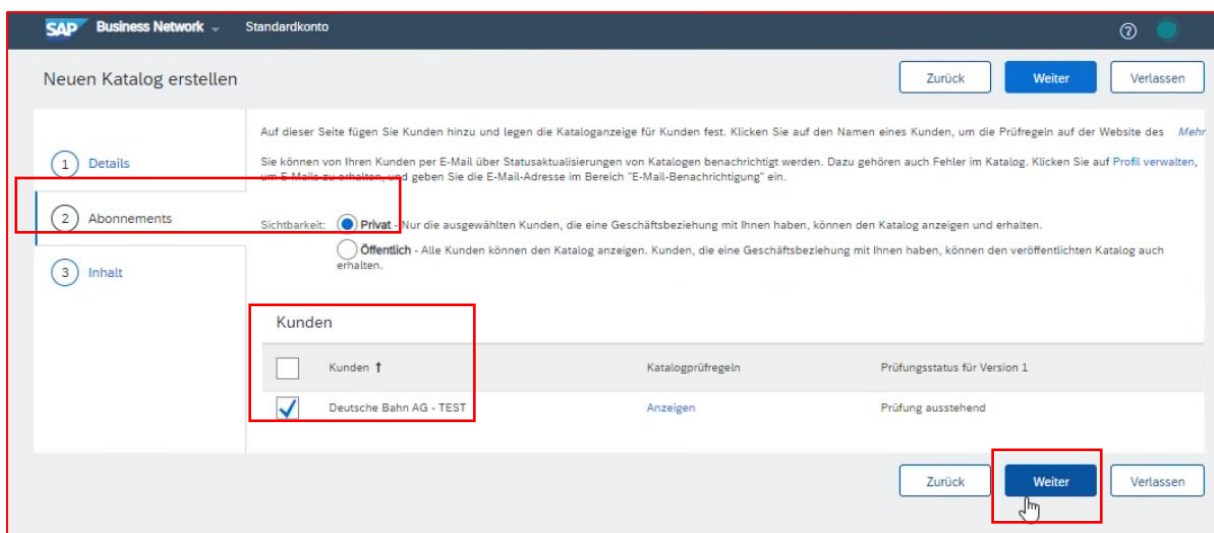 SAP Business Network Standardkonto
Neuen Katalog erstellen
Zurück Weiter Verlassen
Auf dieser Seite fügen Sie Kunden hinzu und legen die Kataloganzeige für Kunden fest. Klicken Sie auf den Namen eines Kunden, um die Prüfregeln auf der Website des Mehr
1 Details
Sie können von Ihren Kunden per E-Mail über Statusaktualisierungen von Katalogen benachrichtigt werden. Dazu gehören auch Fehler im Katalog. Klicken Sie auf Profil verwalten,
um E-Mails zu erhalten, und geben Sie die E-Mail-Adresse im Bereich "E-Mail-Benachrichtigung" ein.
2 Abonnements
Sichtbarkeit: Privat - Nur die ausgewählten Kunden, die eine Geschäftsbeziehung mit Ihnen haben, können den Katalog anzeigen und erhalten.
Öffentlich - Alle Kunden können den Katalog anzeigen. Kunden, die eine Geschäftsbeziehung mit Ihnen haben, können den veröffentlichten Katalog auch
erhalten.
3 Inhalt
Kunden
Kunden ↑ Katalogprüfregeln Prüfungsstatus für Version 1
Deutsche Bahn AG - TEST Anzeigen Prüfung ausstehend
Zurück Weiter Verlassen